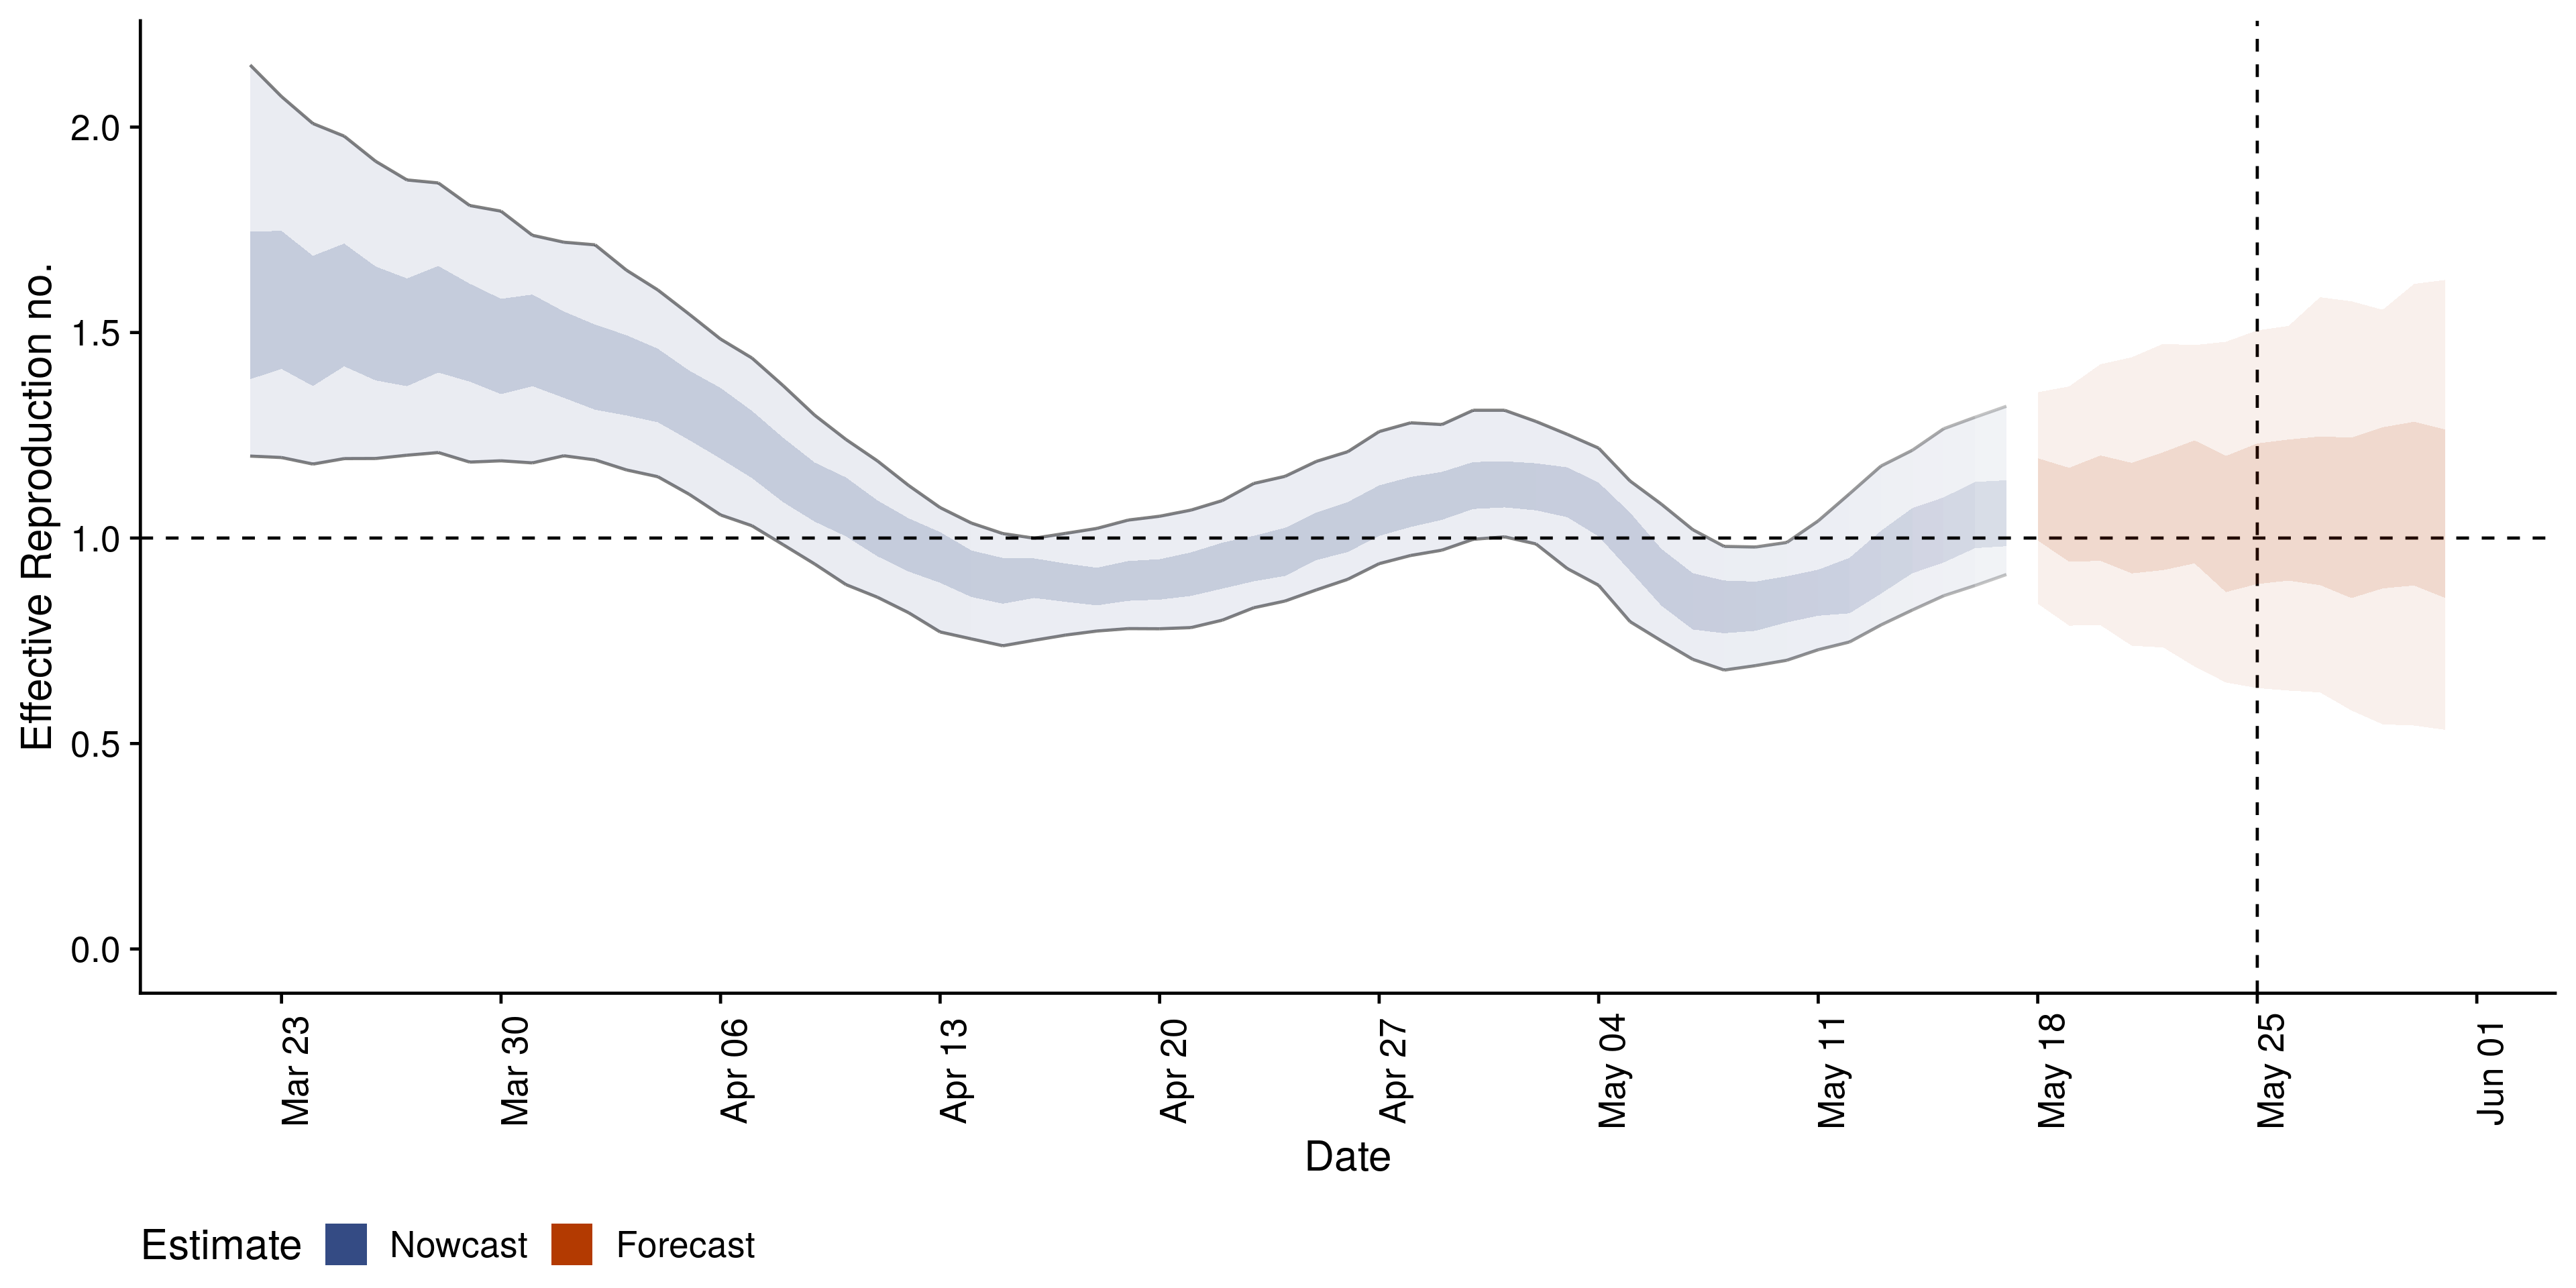 Effective Reproduction no.
2.0
1.5
1.0
0.5
0.0
Mar 23
Mar 30
Apr 06
Apr 13
Apr 20
Apr 27
May 04
May 11
May 18
May 25
Jun 01
Date
Estimate Nowcast Forecast